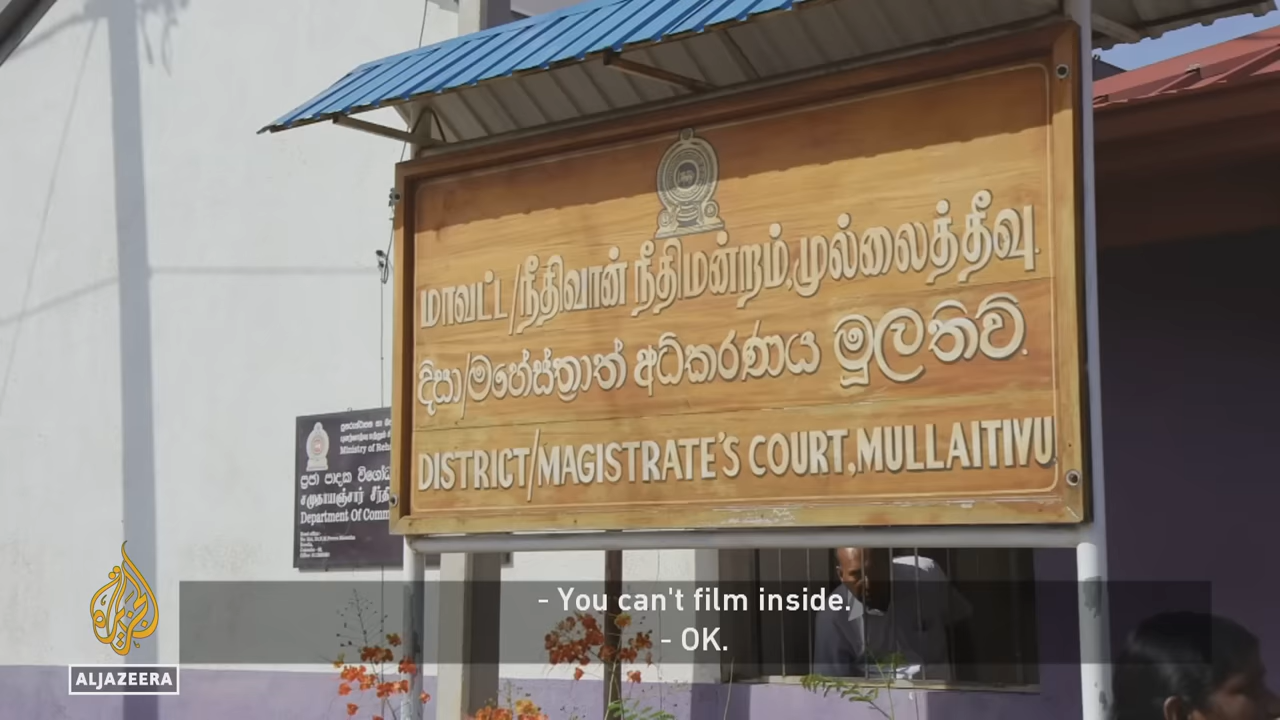 மாவட்ட/நீதிவான் நீதிமன்றம்,முல்லைத்தீவு.
දිසා/මහේස්ත්‍රාත් අධිකරණය මූලතිව්.
DISTRICT/MAGISTRATE'S COURT,MULLAITIVU
Ministry of
Department Of
- You can't film inside.
- OK.
ALJAZEERA